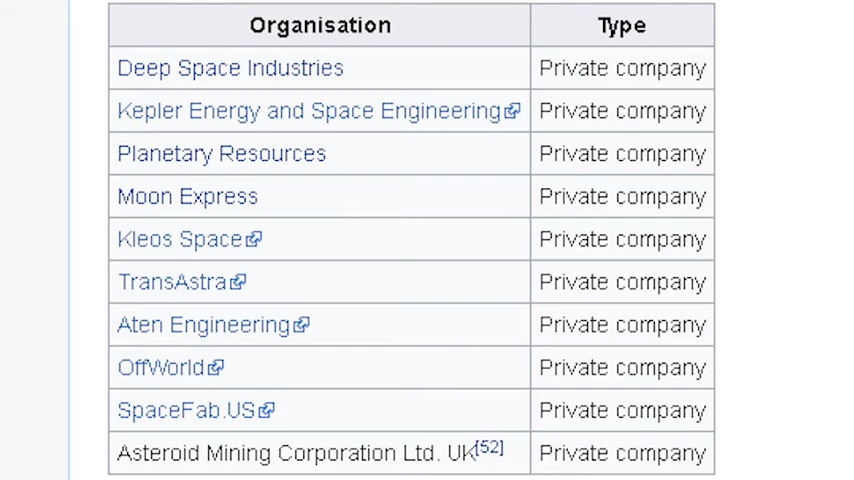 Organisation Type
Deep Space Industries Private company
Kepler Energy and Space Engineering Private company
Planetary Resources Private company
Moon Express Private company
Kleos Space Private company
TransAstra Private company
Aten Engineering Private company
OffWorld Private company
SpaceFab.US Private company
Asteroid Mining Corporation Ltd. UK[52] Private company